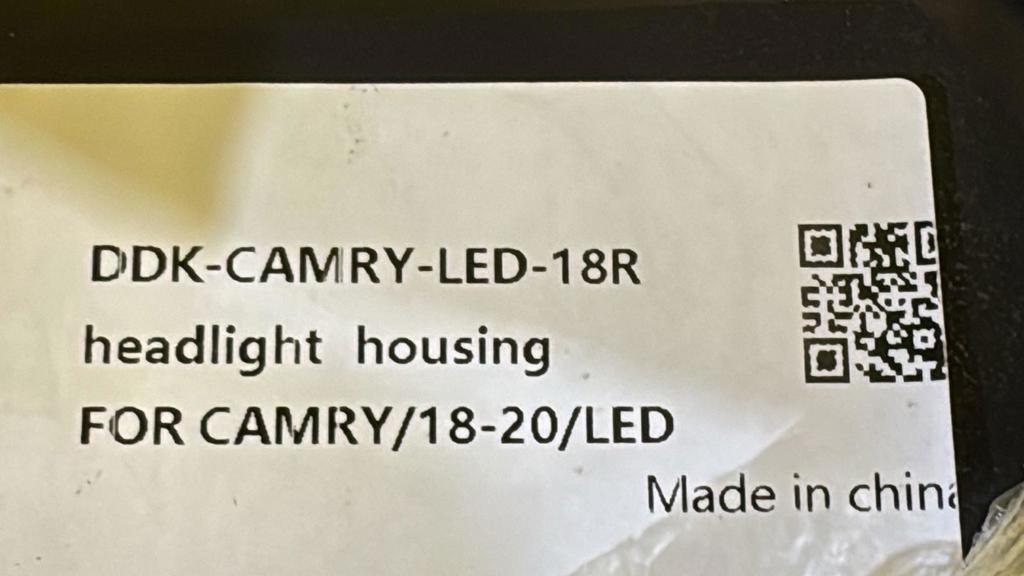 DDK-CAMRY-LED-18R
headlight housing
FOR CAMRY/18-20/LED
Made in china